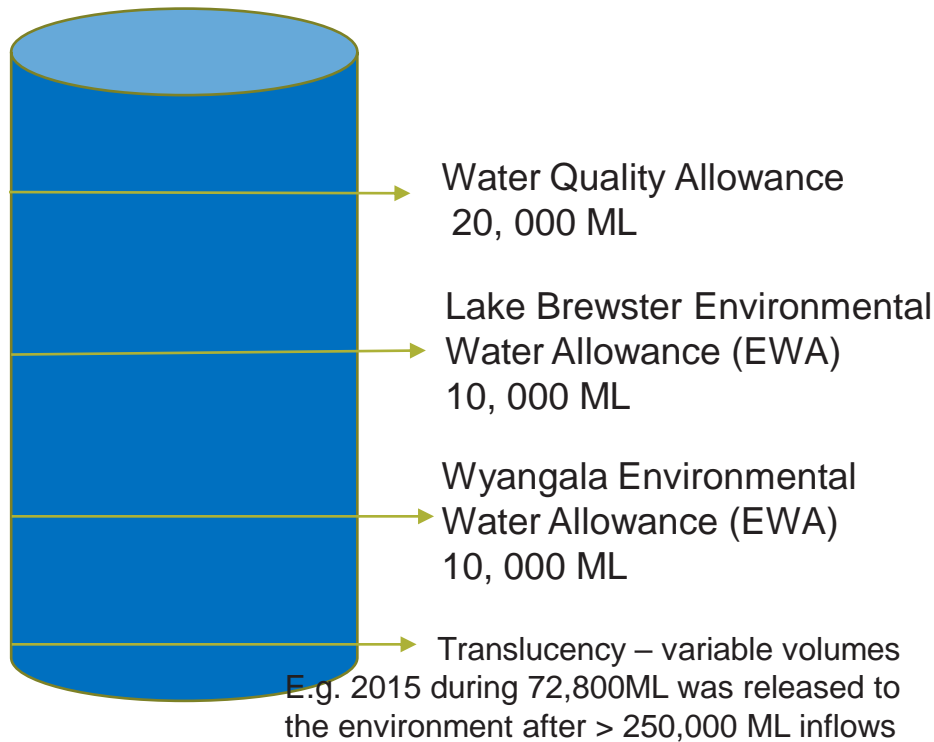 Water Quality Allowance
20, 000 ML
Lake Brewster Environmental
Water Allowance (EWA)
10, 000 ML
Wyangala Environmental
Water Allowance (EWA)
10, 000 ML
Translucency – variable volumes
E.g. 2015 during 72,800ML was released to
the environment after > 250,000 ML inflows